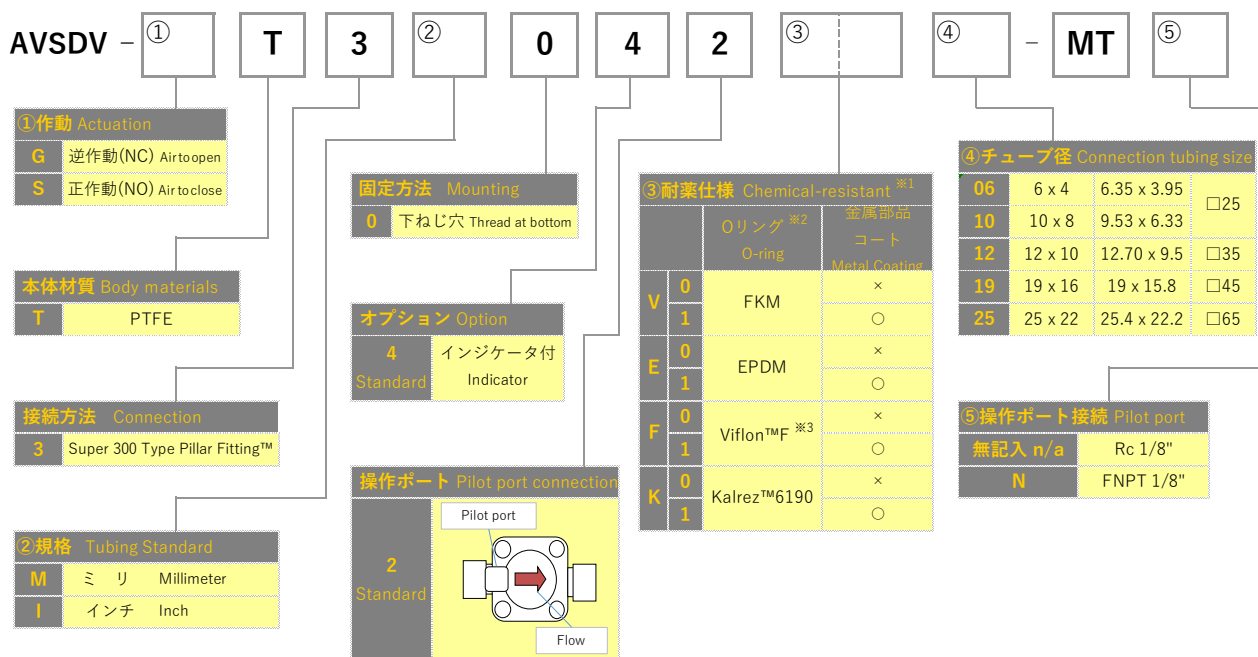 AVSDV – ① T 3 ② 0 4 2 ③ ④ - MT ⑤
①作動 Actuation
G 逆作動(NC) Air to open
S 正作動(NO) Air to close
本体材質 Body materials
T PTFE
接続方法 Connection
3 Super 300 Type Pillar Fitting™
②規格 Tubing Standard
M ミ リ Millimeter
I インチ Inch
固定方法 Mounting
0 下ねじ穴 Thread at bottom
オプション Option
4 インジケータ付
Standard Indicator
操作ポート Pilot port connection
2
Standard
Pilot port
Flow
③耐薬仕様 Chemical-resistant ※1
Oリング ※2
O-ring
金属部品
コート
Metal Coating
V 0 FKM ×
1 ○
E 0 EPDM ×
1 ○
F 0 Viflon™F ※3 ×
1 ○
K 0 Kalrez™6190 ×
1 ○
④チューブ径 Connection tubing size
06 6 x 4 6.35 x 3.95 □25
10 10 x 8 9.53 x 6.33
12 12 x 10 12.70 x 9.5 □35
19 19 x 16 19 x 15.8 □45
25 25 x 22 25.4 x 22.2 □65
⑤操作ポート接続 Pilot port
無記入 n/a Rc 1/8"
N FNPT 1/8"